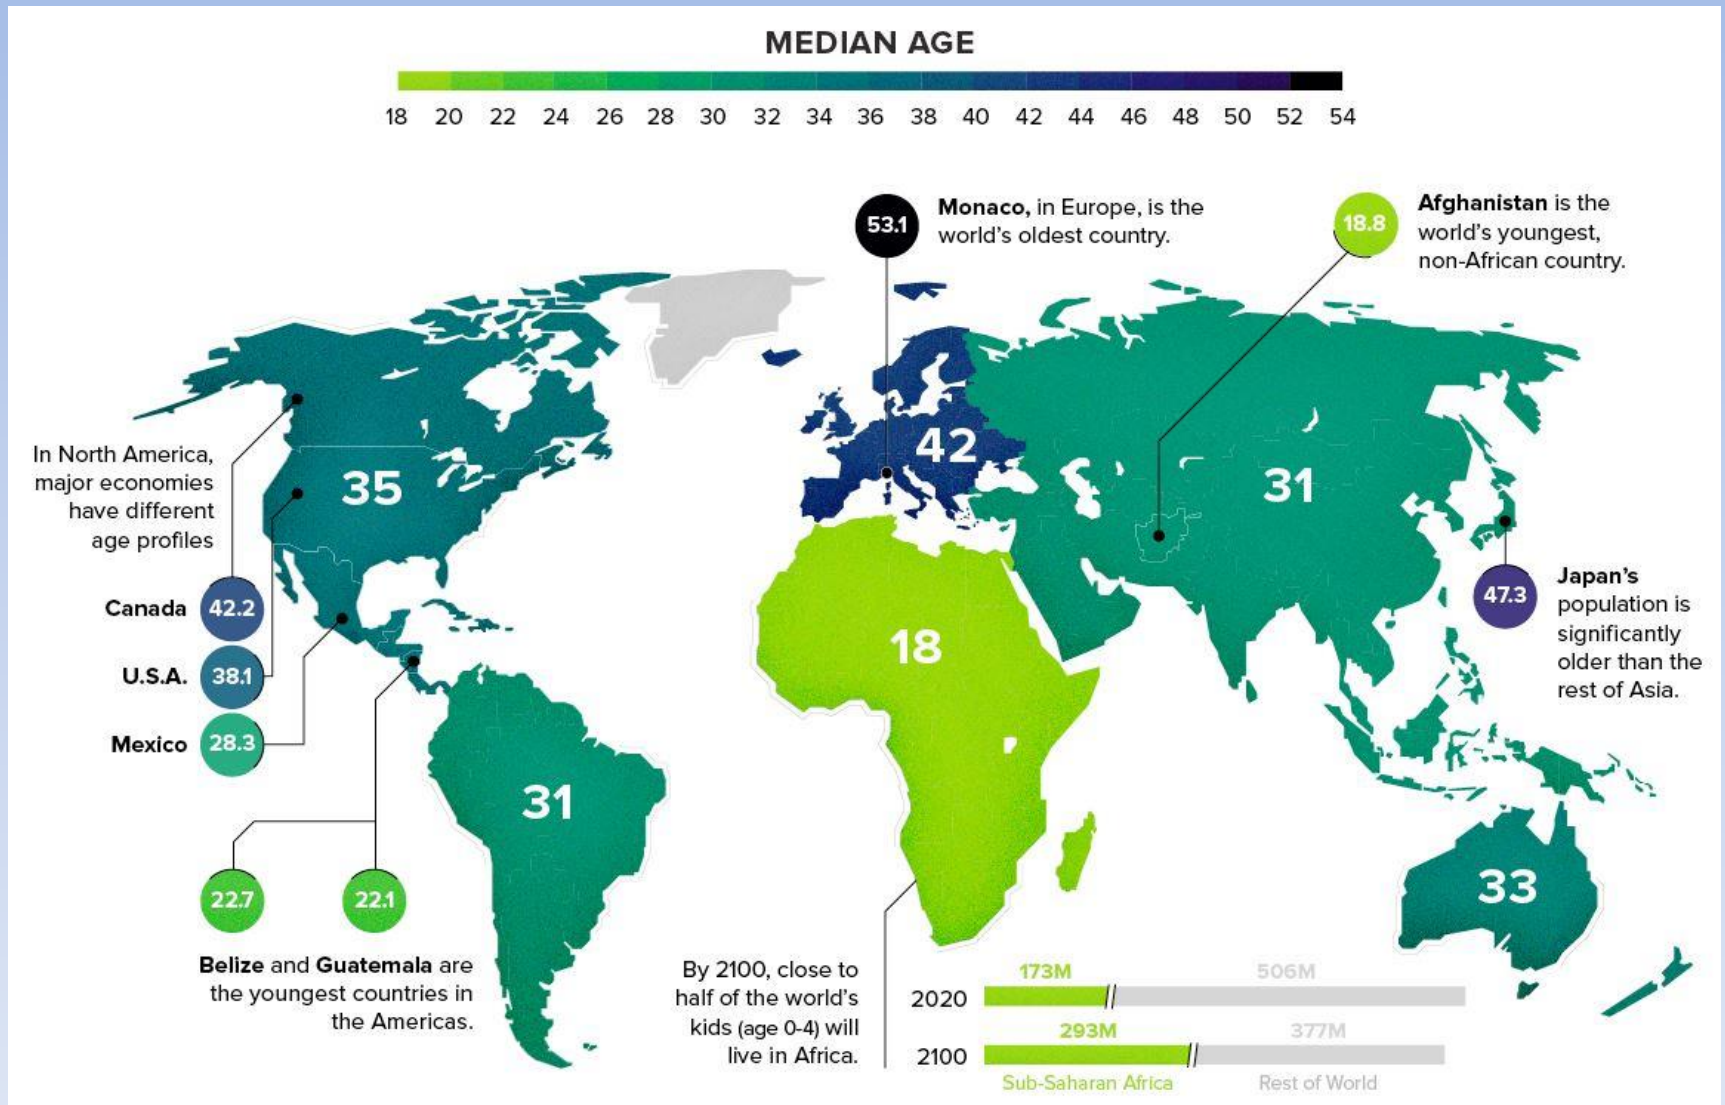 MEDIAN AGE
18 20 22 24 26 28 30 32 34 36 38 40 42 44 46 48 50 52 54
53.1
Monaco, in Europe, is the
world's oldest country.
18.8
Afghanistan is the
world's youngest,
non-African country.
In North America,
major economies
have different
age profiles
Canada 42.2
U.S.A. 38.1
Mexico 28.3
35
42
31
18
31
33
47.3
Japan's
population is
significantly
older than the
rest of Asia.
22.7 22.1
Belize and Guatemala are
the youngest countries in
the Americas.
By 2100, close to
half of the world's
kids (age 0-4) will
live in Africa.
173M 506M
2020
293M 377M
2100
Sub-Saharan Africa Rest of World